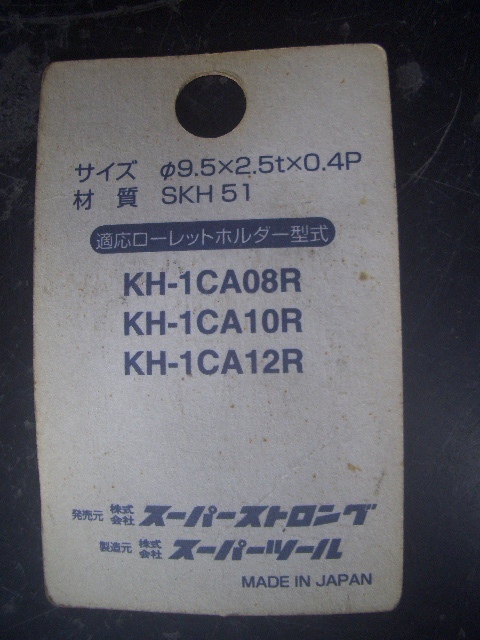 サイズ φ9.5×2.5t×0.4P
材質 SKH 51
適応ローレットホルダー型式
KH-1CA08R
KH-1CA10R
KH-1CA12R
発売元 株式会社 スーパーストロング
製造元 株式会社 スーパーツール
MADE IN JAPAN